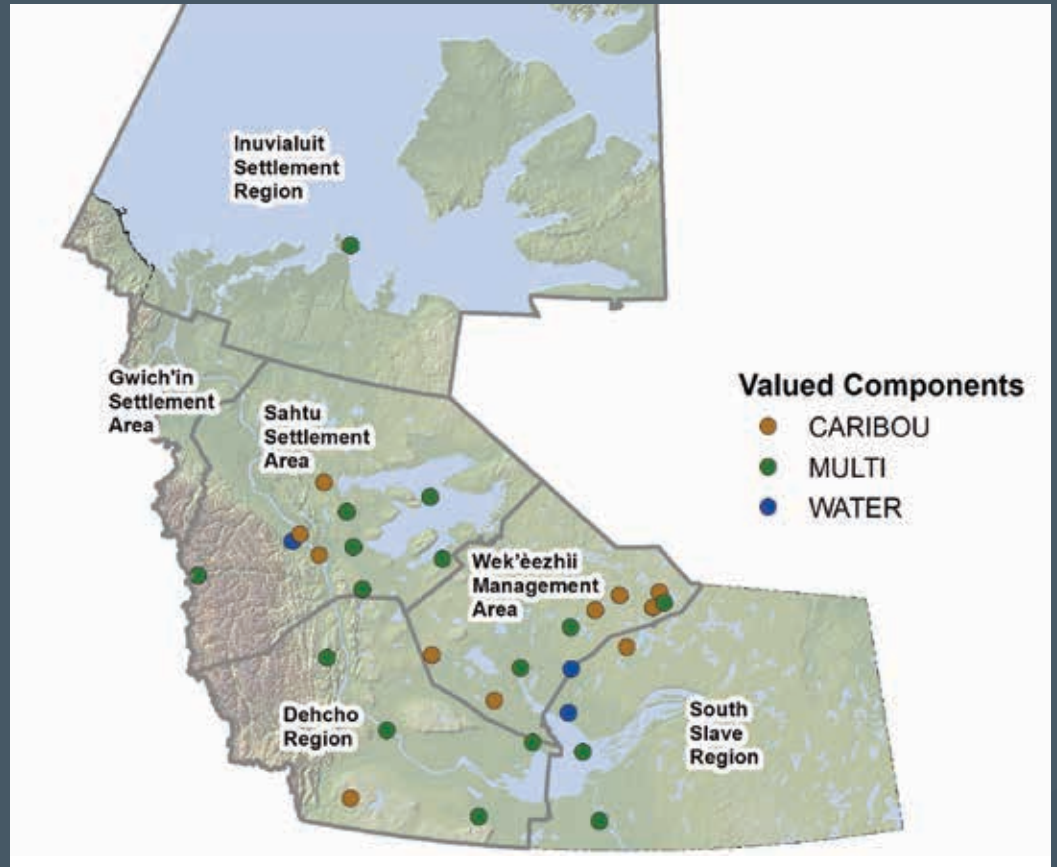 Inuvialuit
Settlement
Region
Gwich'in
Settlement
Area
Sahtu
Settlement
Area
Valued Components
CARIBOU
MULTI
WATER
Wek'èezhìi
Management
Area
Dehcho
Region
South
Slave
Region